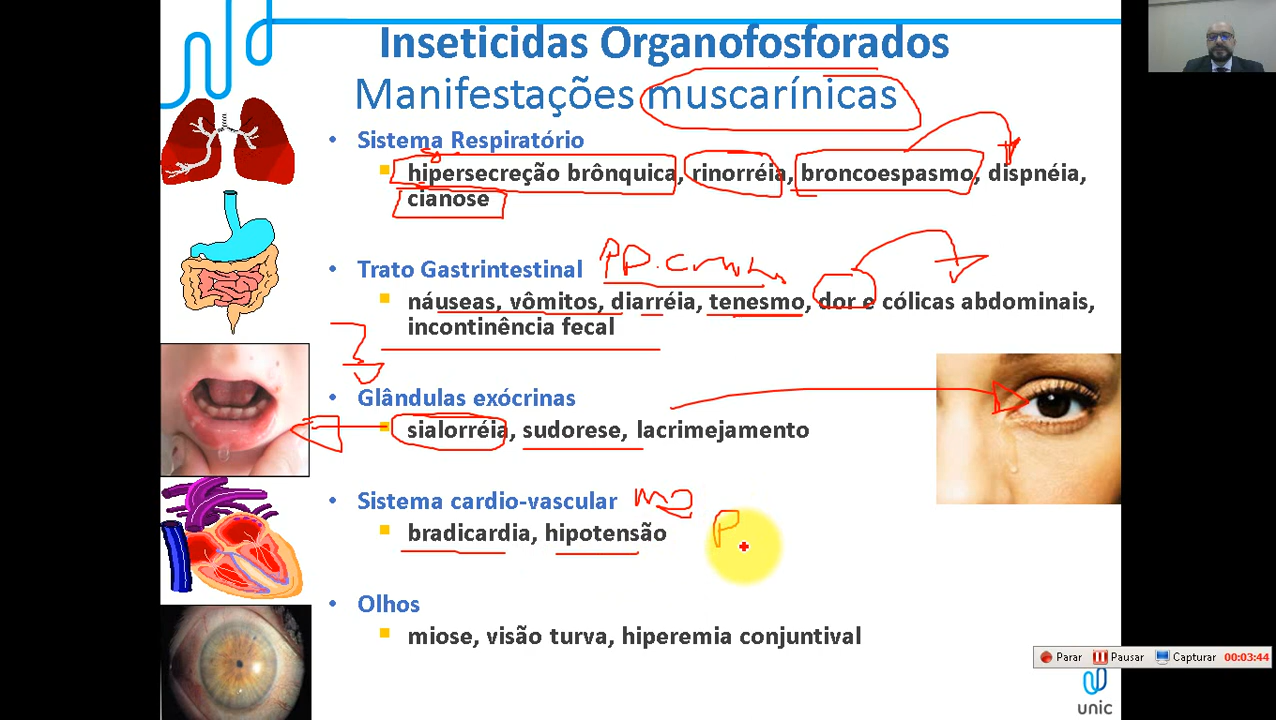 Inseticidas Organofosforados
Manifestações muscarínicas
• Sistema Respiratório
hipersecreção brônquica, rinorréia, broncoespasmo, dispnéia,
cianose
• Trato Gastrintestinal
náuseas, vômitos, diarréia, tenesmo, dor e cólicas abdominais,
incontinência fecal
• Glândulas exócrinas
sialorréia, sudorese, lacrimejamento
• Sistema cardio-vascular
bradicardia, hipotensão
P
• Olhos
miose, visão turva, hiperemia conjuntival
Parar Pausar Capturar 00:03:44
unic